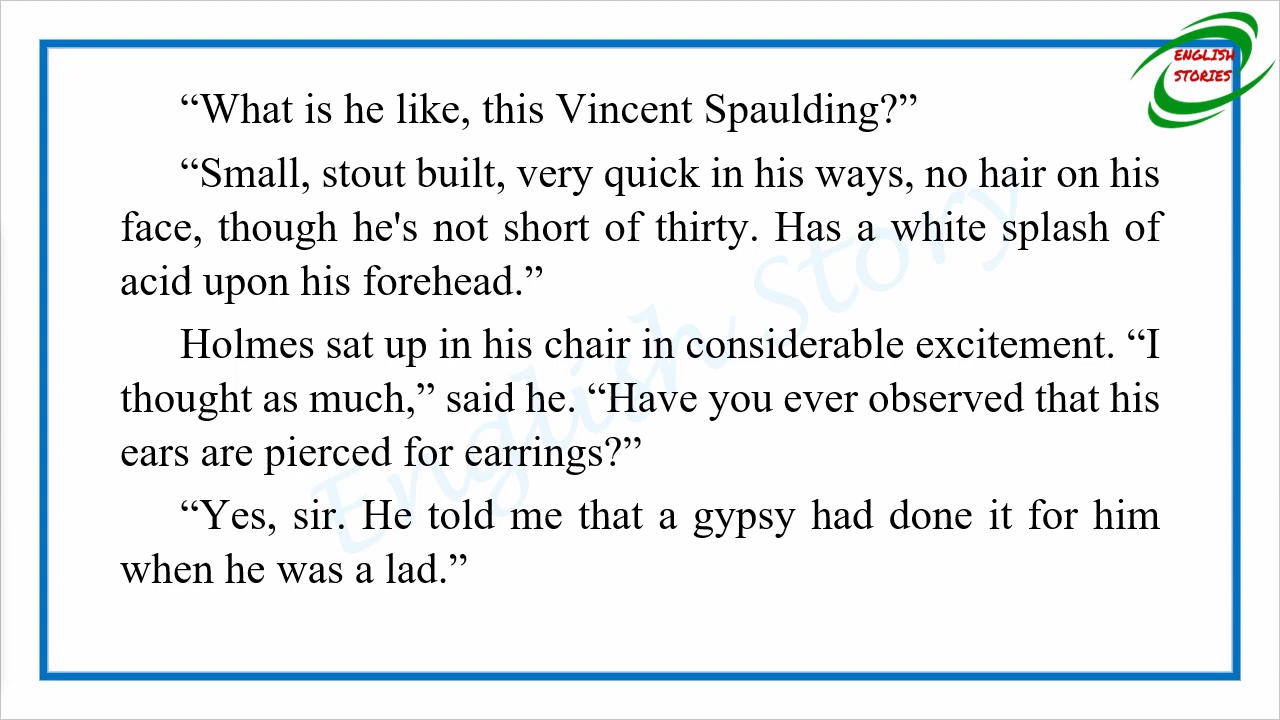 ENGLISH
STORIES
“What is he like, this Vincent Spaulding?”
“Small, stout built, very quick in his ways, no hair on his
face, though he's not short of thirty. Has a white splash of
acid upon his forehead.”
Holmes sat up in his chair in considerable excitement. “I
thought as much,” said he. “Have you ever observed that his
ears are pierced for earrings?”
“Yes, sir. He told me that a gypsy had done it for him
when he was a lad.”
English Story